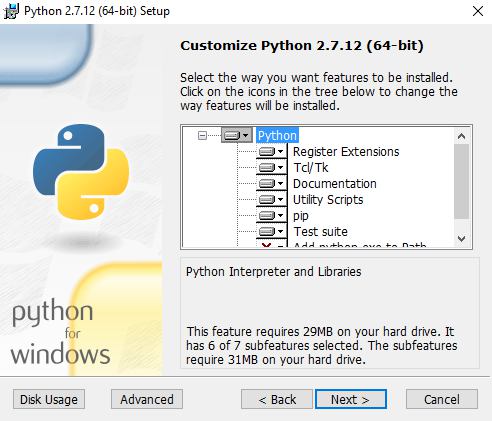 Python 2.7.12 (64-bit) Setup
Customize Python 2.7.12 (64-bit)
Select the way you want features to be installed.
Click on the icons in the tree below to change the
way features will be installed.
Python
Register Extensions
Tcl/Tk
Documentation
Utility Scripts
pip
Test suite
Add python.exe to Path
Python Interpreter and Libraries
This feature requires 29MB on your hard drive. It
has 6 of 7 subfeatures selected. The subfeatures
require 31MB on your hard drive.
python
for
windows
Disk Usage
Advanced
< Back
Next >
Cancel